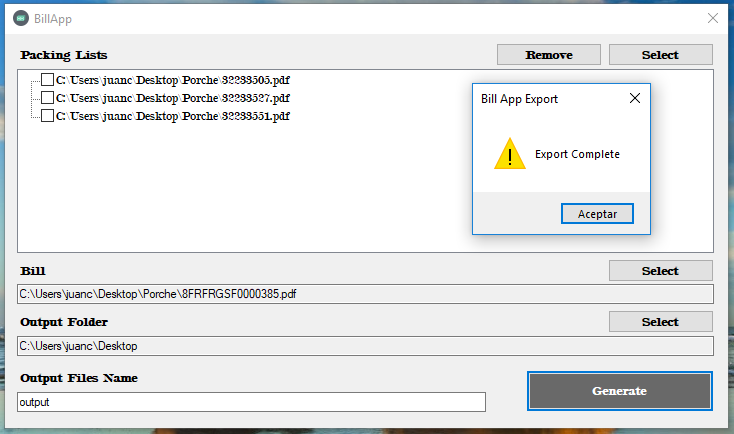 BillApp
Packing Lists
Remove
Select
C:\Users\juanc\Desktop\Porche\32233505.pdf
C:\Users\juanc\Desktop\Porche\32233527.pdf
C:\Users\juanc\Desktop\Porche\32233551.pdf
Bill App Export
Export Complete
Aceptar
Bill
Select
C:\Users\juanc\Desktop\Porche\8FRFRGSF0000385.pdf
Output Folder
Select
C:\Users\juanc\Desktop
Output Files Name
Generate
output